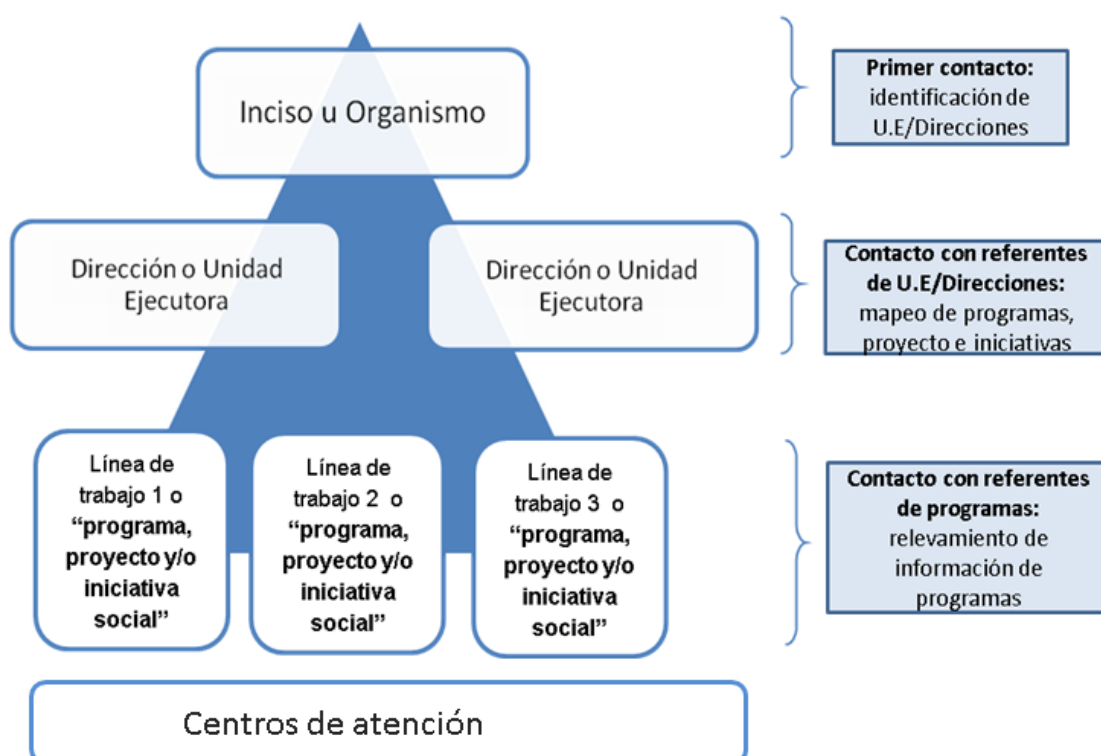 Inciso u Organismo
Primer contacto:
identificación de
U.E/Direcciones
Dirección o Unidad
Ejecutora
Dirección o Unidad
Ejecutora
Contacto con referentes
de U.E/Direcciones:
mapeo de programas,
proyecto e iniciativas
Línea de
trabajo 1 o
“programa,
proyecto y/o
iniciativa
social”
Línea de
trabajo 2 o
“programa,
proyecto y/o
iniciativa
social”
Línea de
trabajo 3 o
“programa,
proyecto y/o
iniciativa
social”
Contacto con referentes
de programas:
relevamiento de
información de
programas
Centros de atención